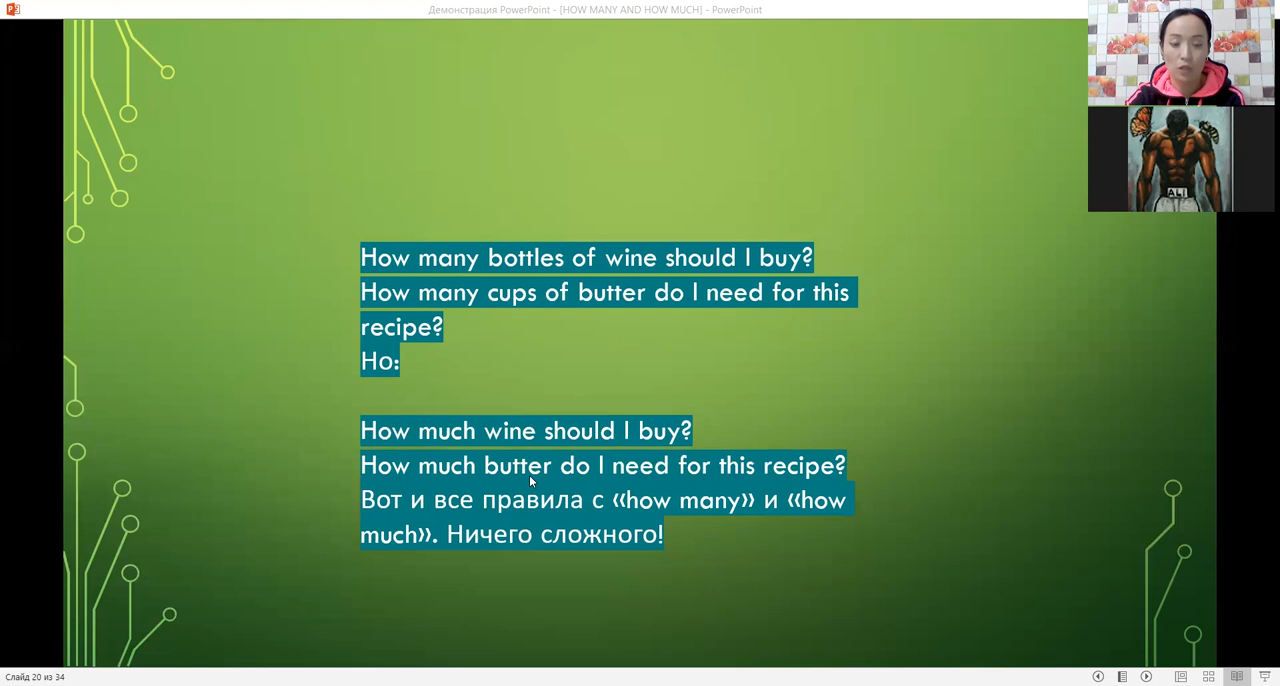 Демонстрация PowerPoint - [HOW MANY AND HOW MUCH] - PowerPoint
ALI
How many bottles of wine should I buy?
How many cups of butter do I need for this
recipe?
Но:
How much wine should I buy?
How much butter do I need for this recipe?
Вот и все правила с «how many» и «how
much». Ничего сложного!
Слайд 20 из 34